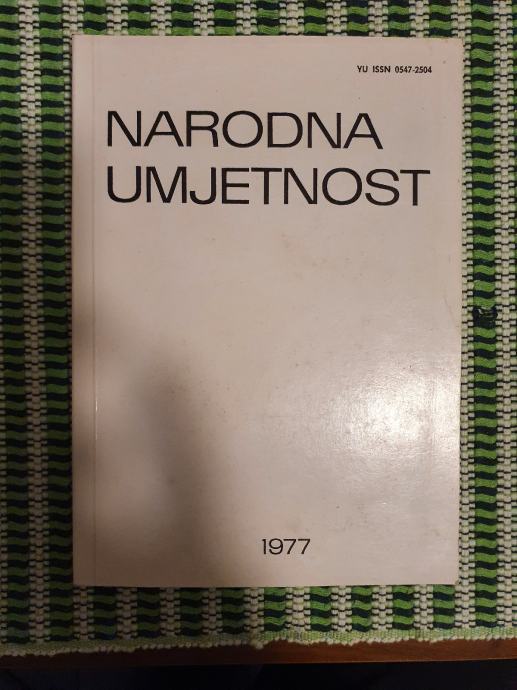 YU ISSN 0547-2504
NARODNA
UMJETNOST
1977